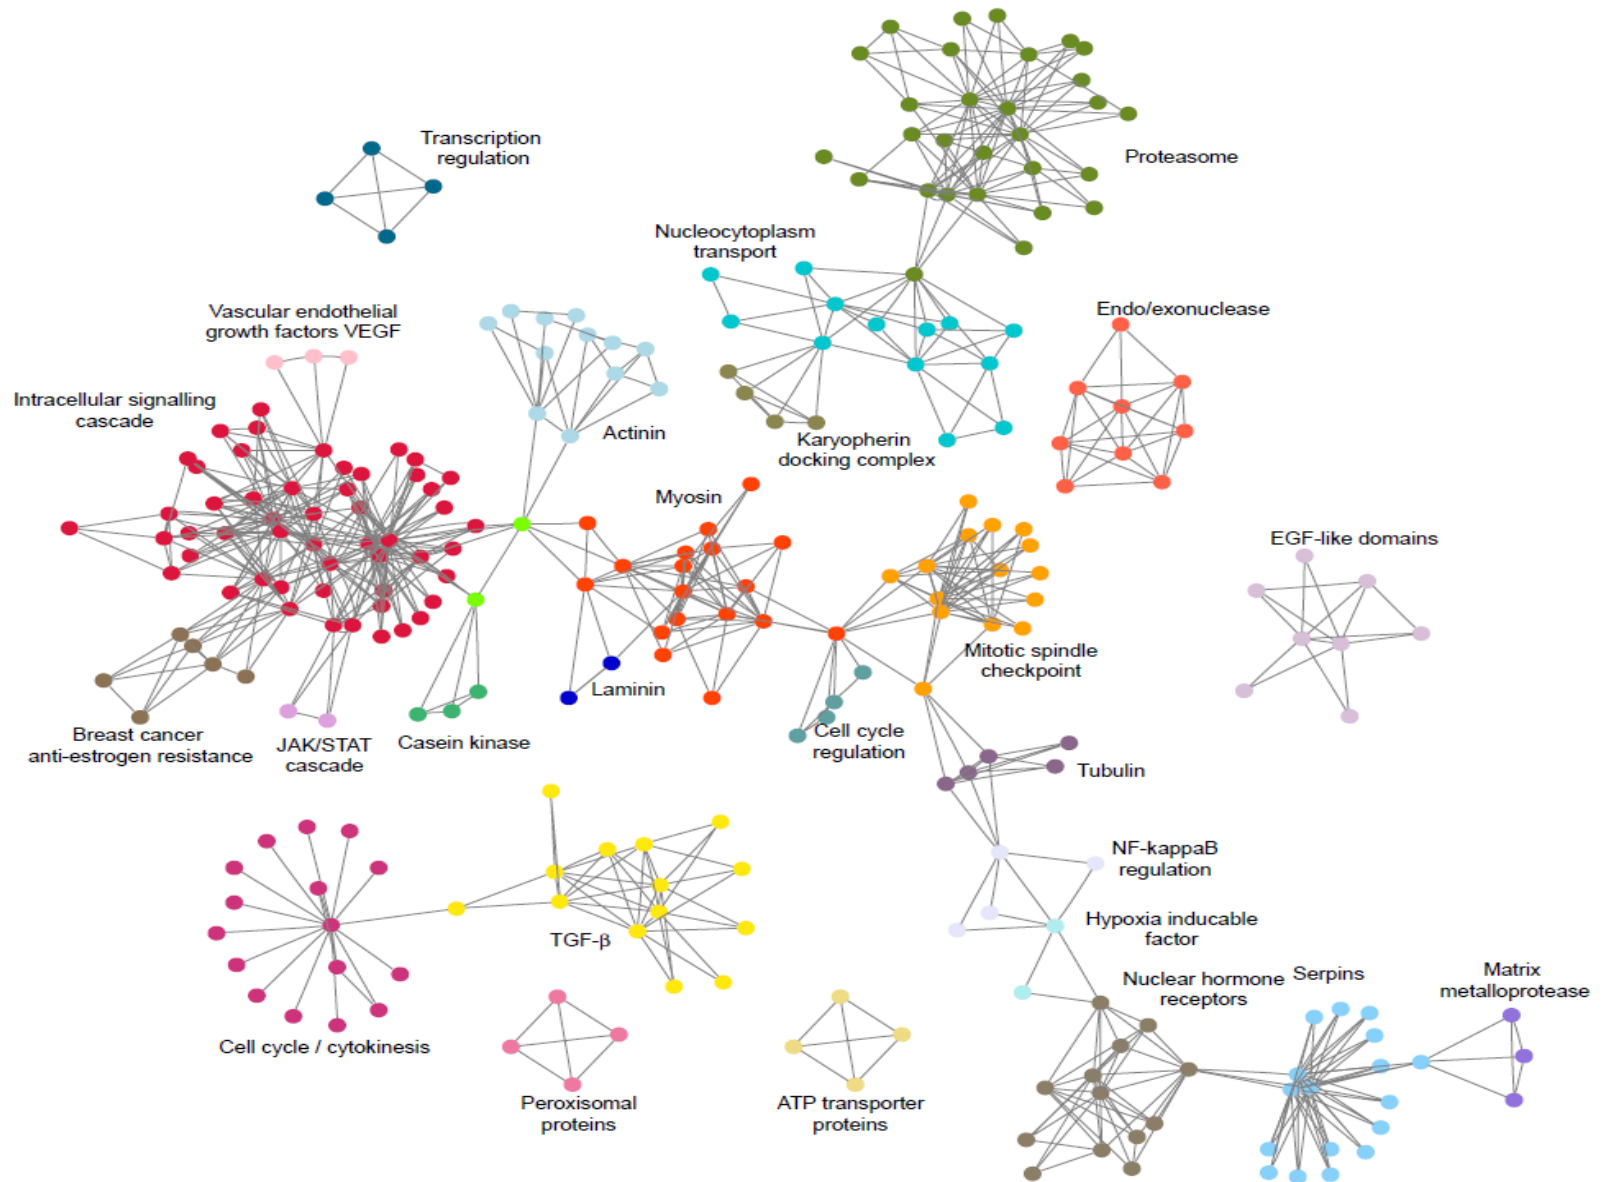 Transcription
regulation
Proteasome
Nucleocytoplasm
transport
Vascular endothelial
growth factors VEGF
Endo/exonuclease
Intracellular signalling
cascade
Actinin
Karyopherin
docking complex
Myosin
EGF-like domains
Mitotic spindle
checkpoint
Laminin
Breast cancer
anti-estrogen resistance
JAK/STAT
cascade
Casein kinase
Cell cycle
regulation
Tubulin
NF-kappaB
regulation
TGF-β
Hypoxia inducable
factor
Nuclear hormone
receptors
Serpins
Matrix
metalloprotease
Cell cycle / cytokinesis
Peroxisomal
proteins
ATP transporter
proteins